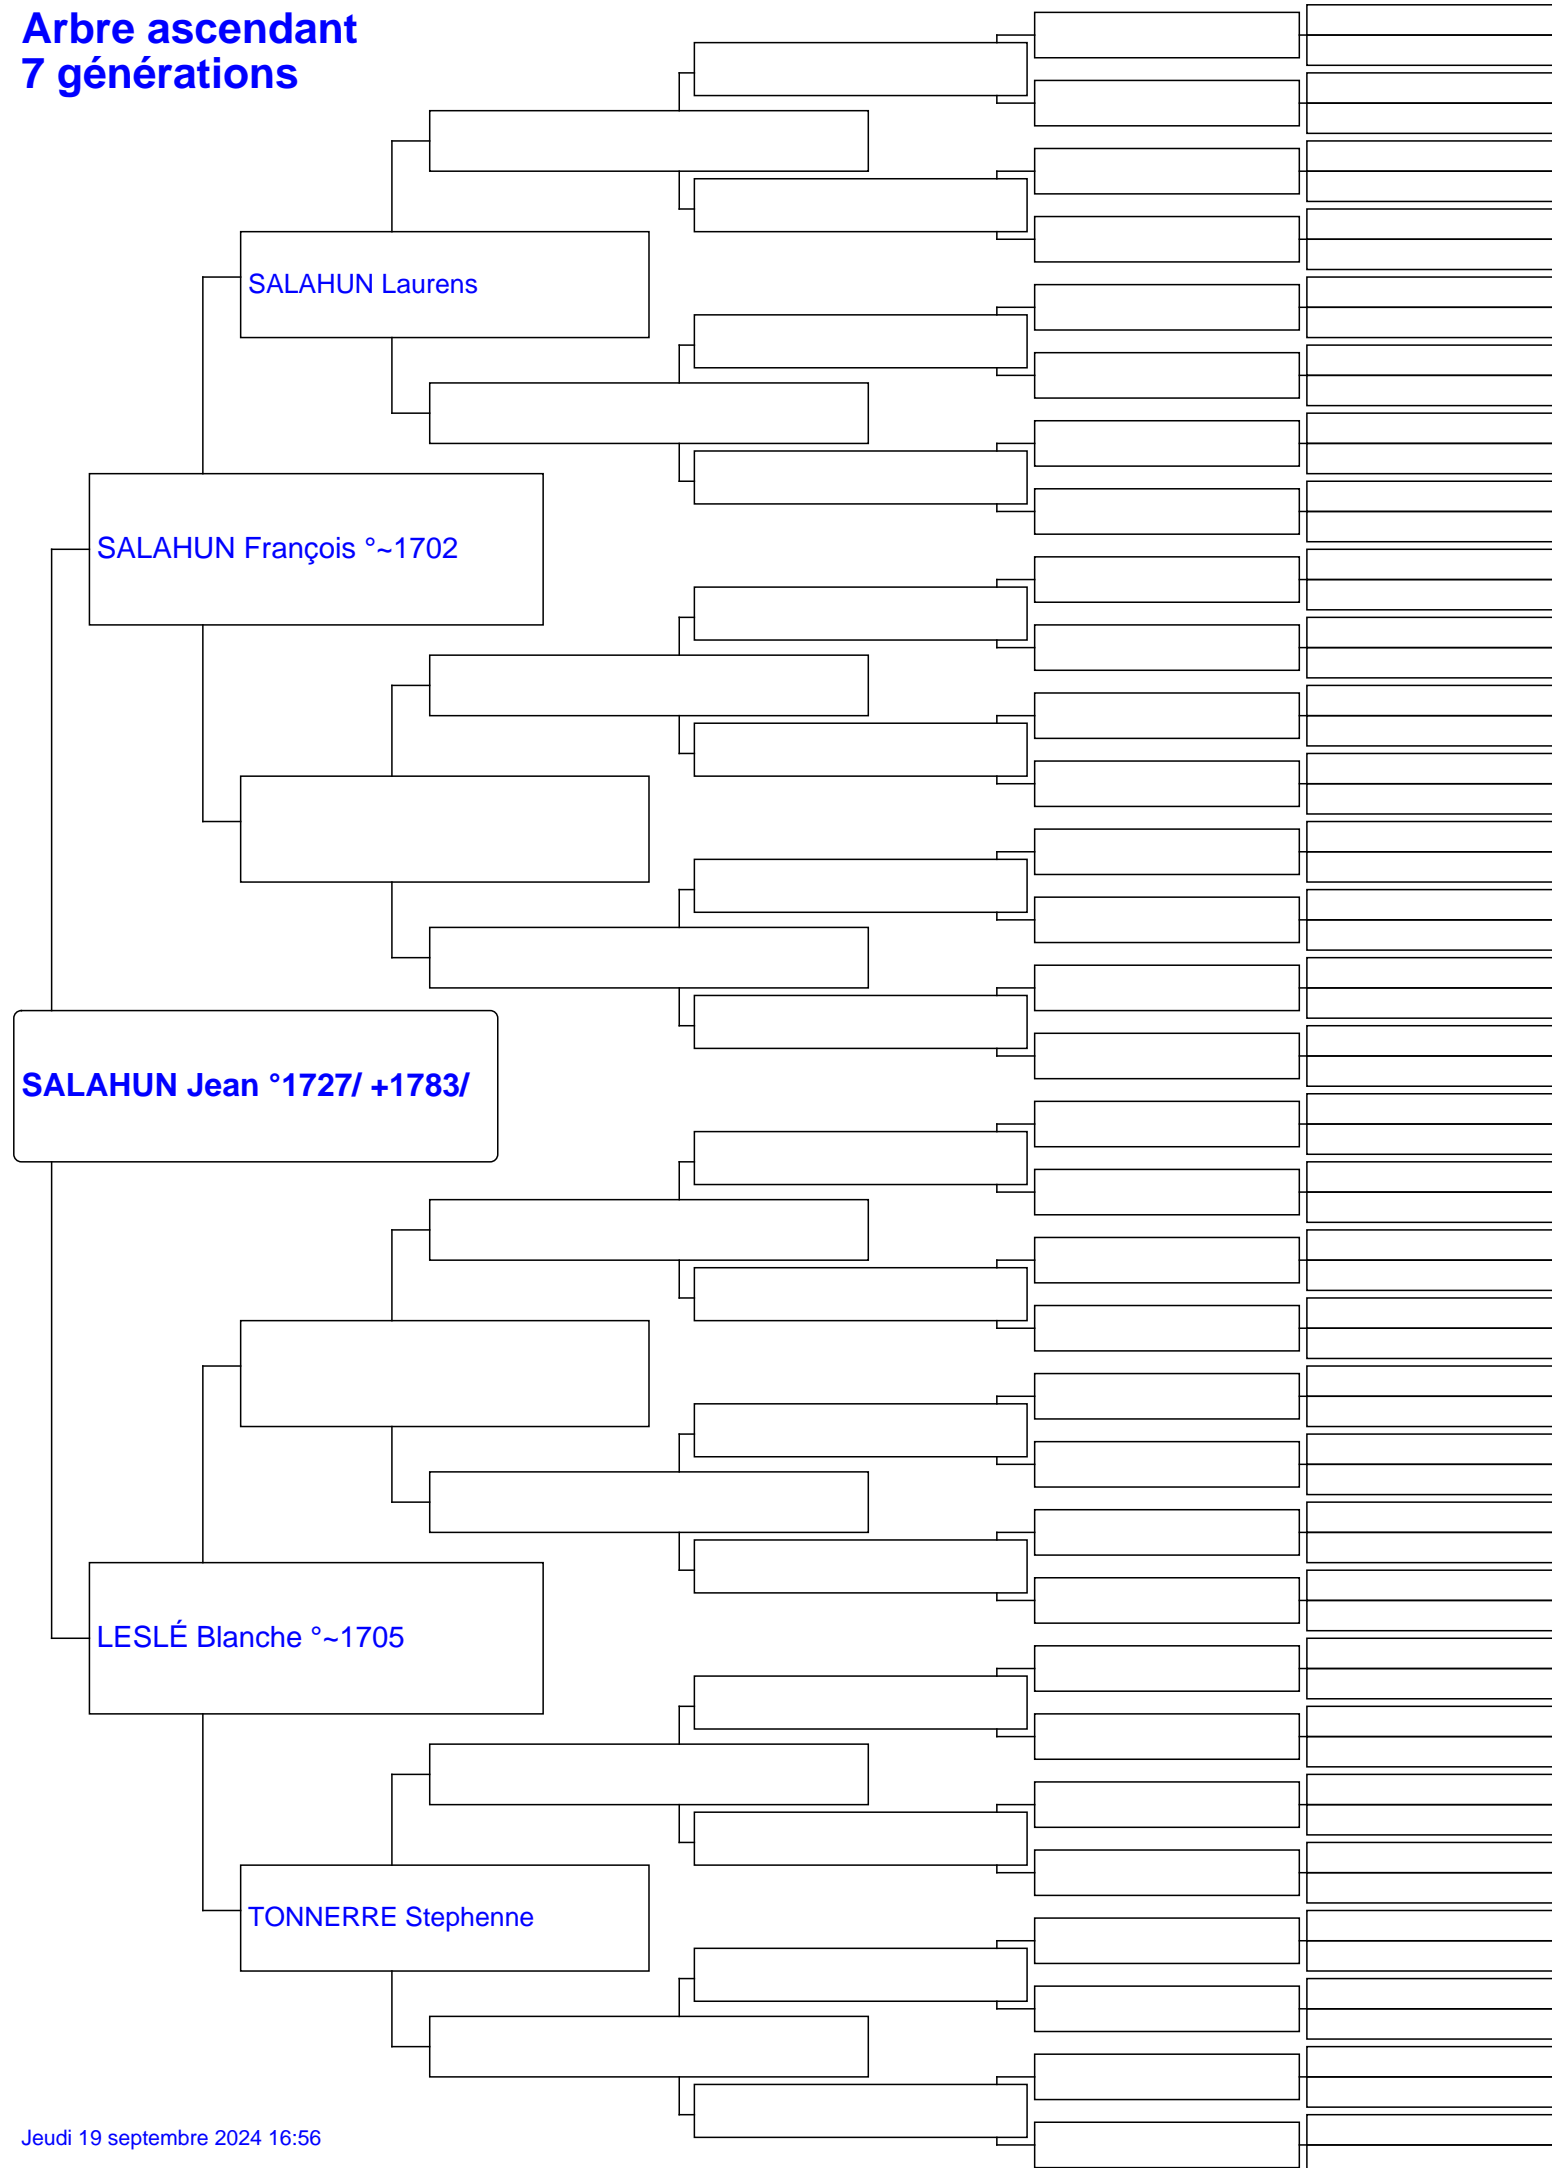 Arbre ascendant
7 générations
SALAHUN Laurens
SALAHUN François °~1702
SALAHUN Jean °1727/ +1783/
LESLÉ Blanche °~1705
TONNERRE Stephenne
Jeudi 19 septembre 2024 16:56